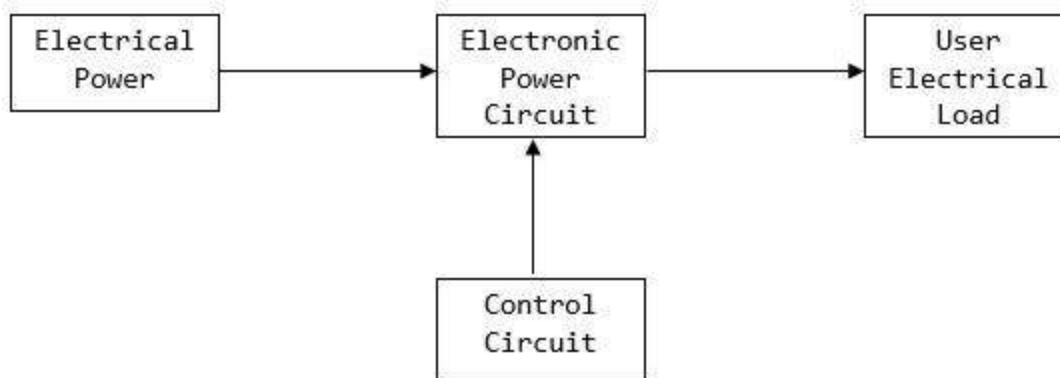 Electrical
Power
Electronic
Power
Circuit
User
Electrical
Load
Control
Circuit